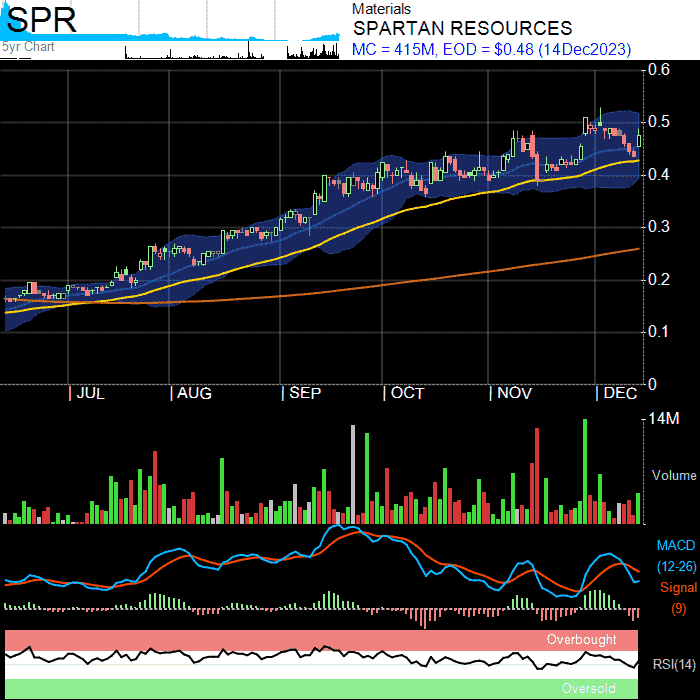 SPR
5yr Chart
Materials
SPARTAN RESOURCES
MC = 415M, EOD = $0.48 (14Dec2023)
0.6
0.5
0.4
0.3
0.2
0.1
0
JUL AUG SEP OCT NOV DEC
14M
Volume
MACD
(12-26)
Signal
(9)
Overbought
RSI(14)
Oversold